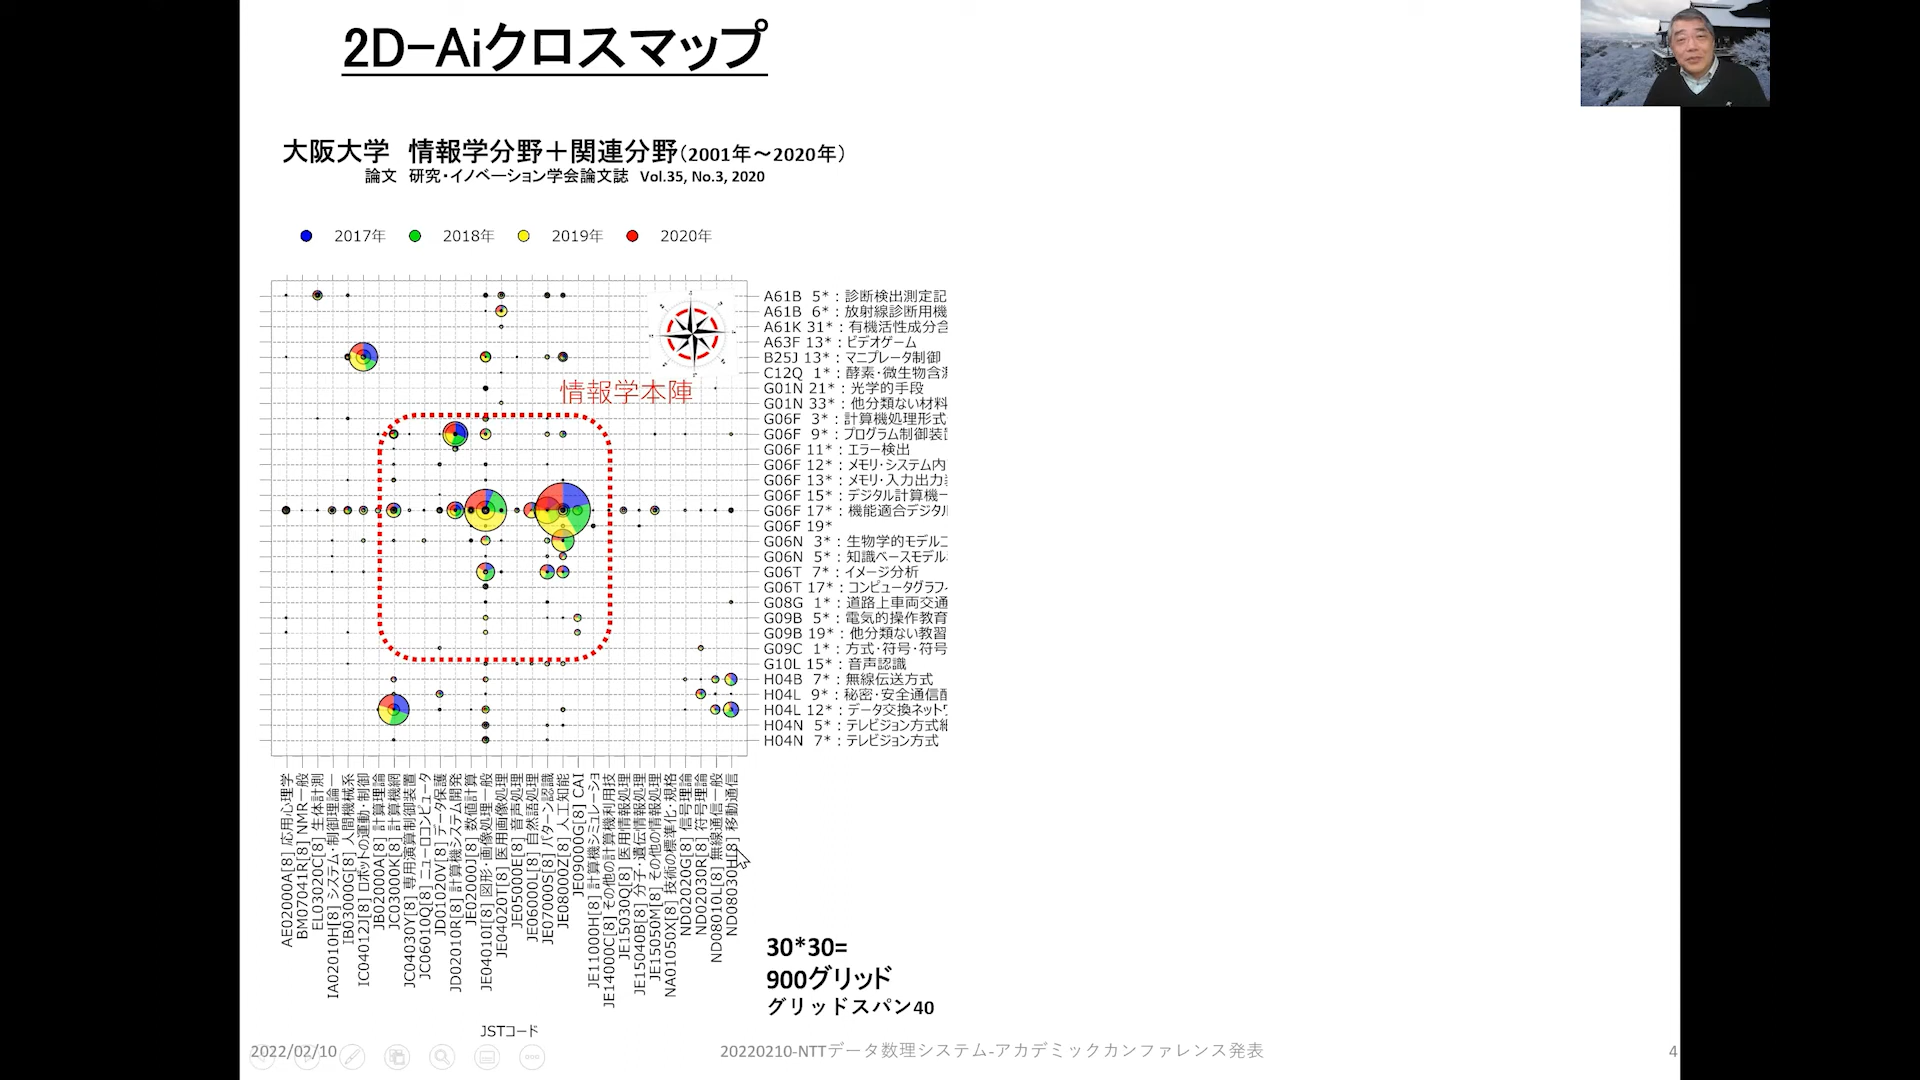 2D-Aiクロスマップ
大阪大学 情報学分野＋関連分野（2001年～2020年）
論文 研究・イノベーション学会論文誌 Vol.35, No.3, 2020
2017年 2018年 2019年 2020年
情報学本陣
A61B 5*：診断検出測定記
A61B 6*：放射線診断用機
A61K 31*：有機活性成分含
A63F 13*：ビデオゲーム
B25J 13*：マニプレータ制御
C12Q 1*：酵素・微生物含
G01N 21*：光学的手段
G01N 33*：他分類ない材料
G06F 3*：計算機処理形式
G06F 9*：プログラム制御装
G06F 11*：エラー検出
G06F 12*：メモリ・システム内
G06F 13*：メモリ・入力出力
G06F 15*：デジタル計算機一
G06F 17*：機能適合デジタル
G06F 19*
G06N 3*：生物学的モデルコ
G06N 5*：知識ベースモデル
G06T 7*：イメージ分析
G06T 17*：コンピュータグラフィ
G08G 1*：道路上車両交通
G09B 5*：電気的操作教育
G09B 19*：他分類ない教習
G09C 1*：方式・符号・符号
G10L 15*：音声認識
H04B 7*：無線伝送方式
H04L 9*：秘密・安全通信
H04L 12*：データ交換ネットワ
H04N 5*：テレビジョン方式細
H04N 7*：テレビジョン方式
AE02000A[8] 応用心理学
BM07041R[8] NMR一般
EL03020C[8] 生体計測
IA02010H[8] システム・制御理論一
IB03000G[8] 人間機械系
IC04012J[8] ロボットの運動・制御
JB02000A[8] 計算理論
JC03000K[8] 計算機網
JC04030Y[8] 専用演算制御装置
JC06010Q[8] ニューロコンピュータ
JD01020V[8] データ保護
JD02010R[8] 計算機システム開発
JE02000J[8] 数値計算
JE04010I[8] 図形・画像処理一般
JE04020T[8] 医用画像処理
JE05000E[8] 音声処理
JE06000L[8] 自然語処理
JE07000S[8] パターン認識
JE08000Z[8] 人工知能
JE09000G[8] CAI
JE11000H[8] 計算機シミュレーショ
JE14000C[8] その他の計算機利用技
JE15030Q[8] 医用情報処理
JE15040B[8] 分子・遺伝情報処理
JE15050M[8] その他の情報処理
NA01050X[8] 技術の標準化・規格
ND02020G[8] 信号理論
ND02030R[8] 符号理論
ND08010L[8] 無線通信一般
ND08030H[8] 移動通信
JSTコード
30*30=
900グリッド
グリッドスパン40
2022/02/10
20220210-NTTデータ数理システム-アカデミックカンファレンス発表
4